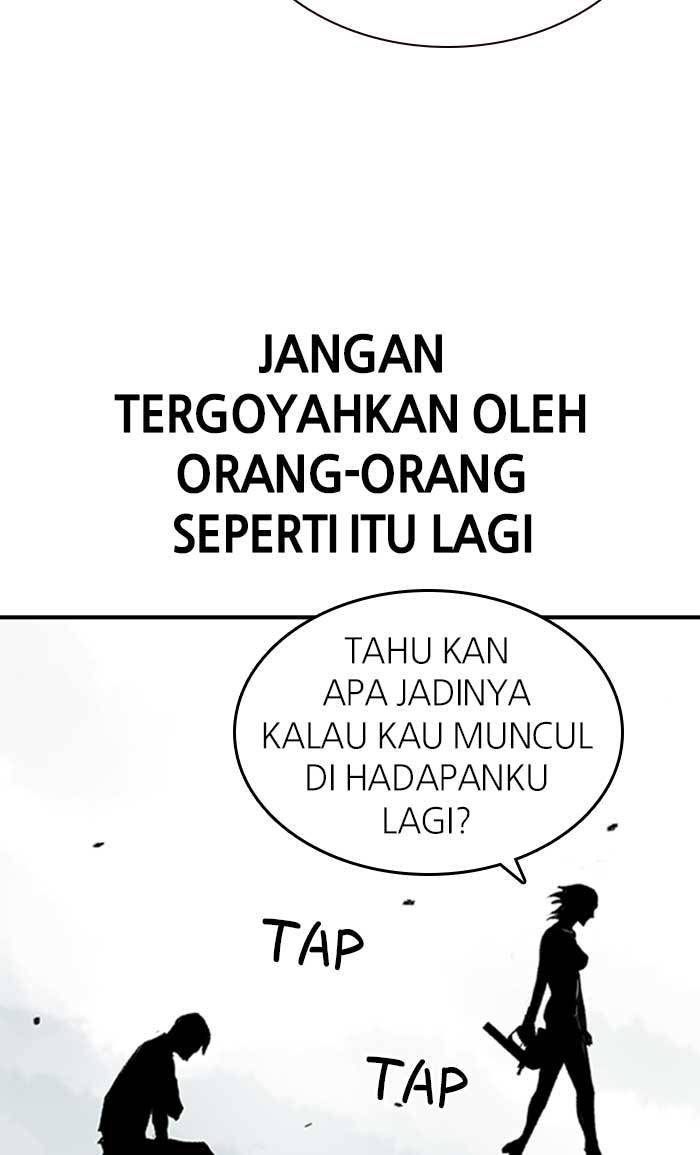 JANGAN
TERGOYAHKAN OLEH
ORANG-ORANG
SEPERTI ITU LAGI
TAHU KAN
APA JADINYA
KALAU KAU MUNCUL
DI HADAPANKU
LAGI?
TAP
TAP